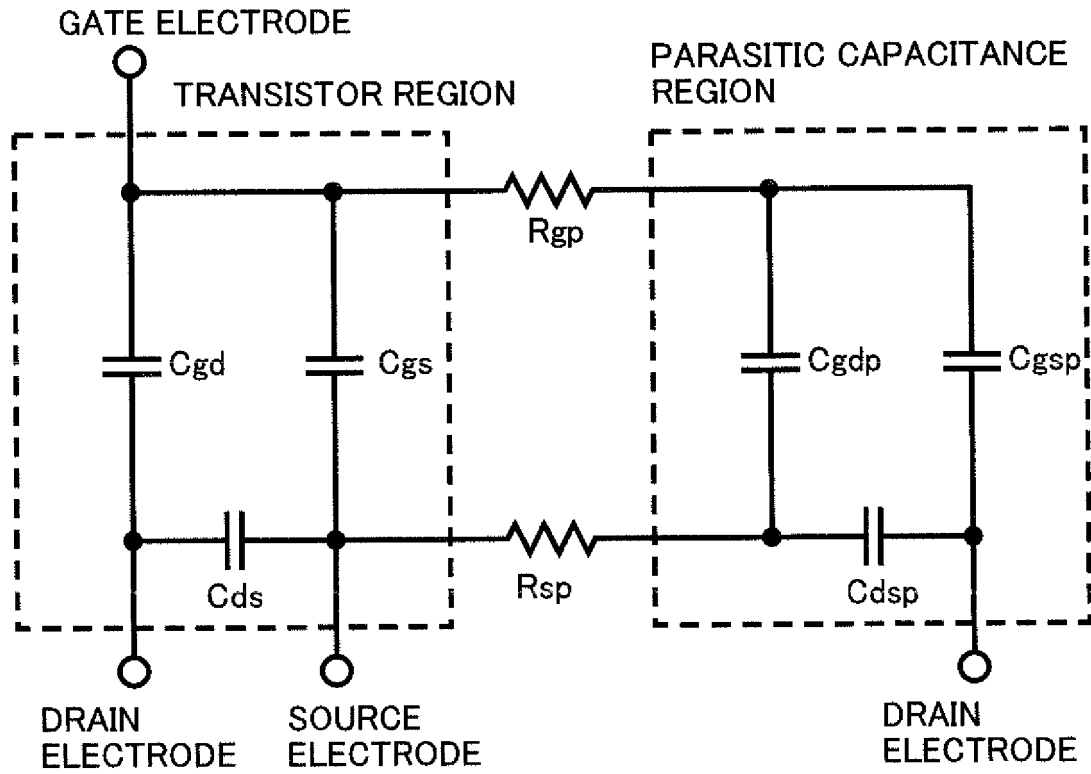 GATE ELECTRODE
TRANSISTOR REGION
PARASITIC CAPACITANCE
REGION
Rgp
Cgd
Cgs
Cgdp
Cgsp
Cds
Rsp
Cdsp
DRAIN
ELECTRODE
SOURCE
ELECTRODE
DRAIN
ELECTRODE